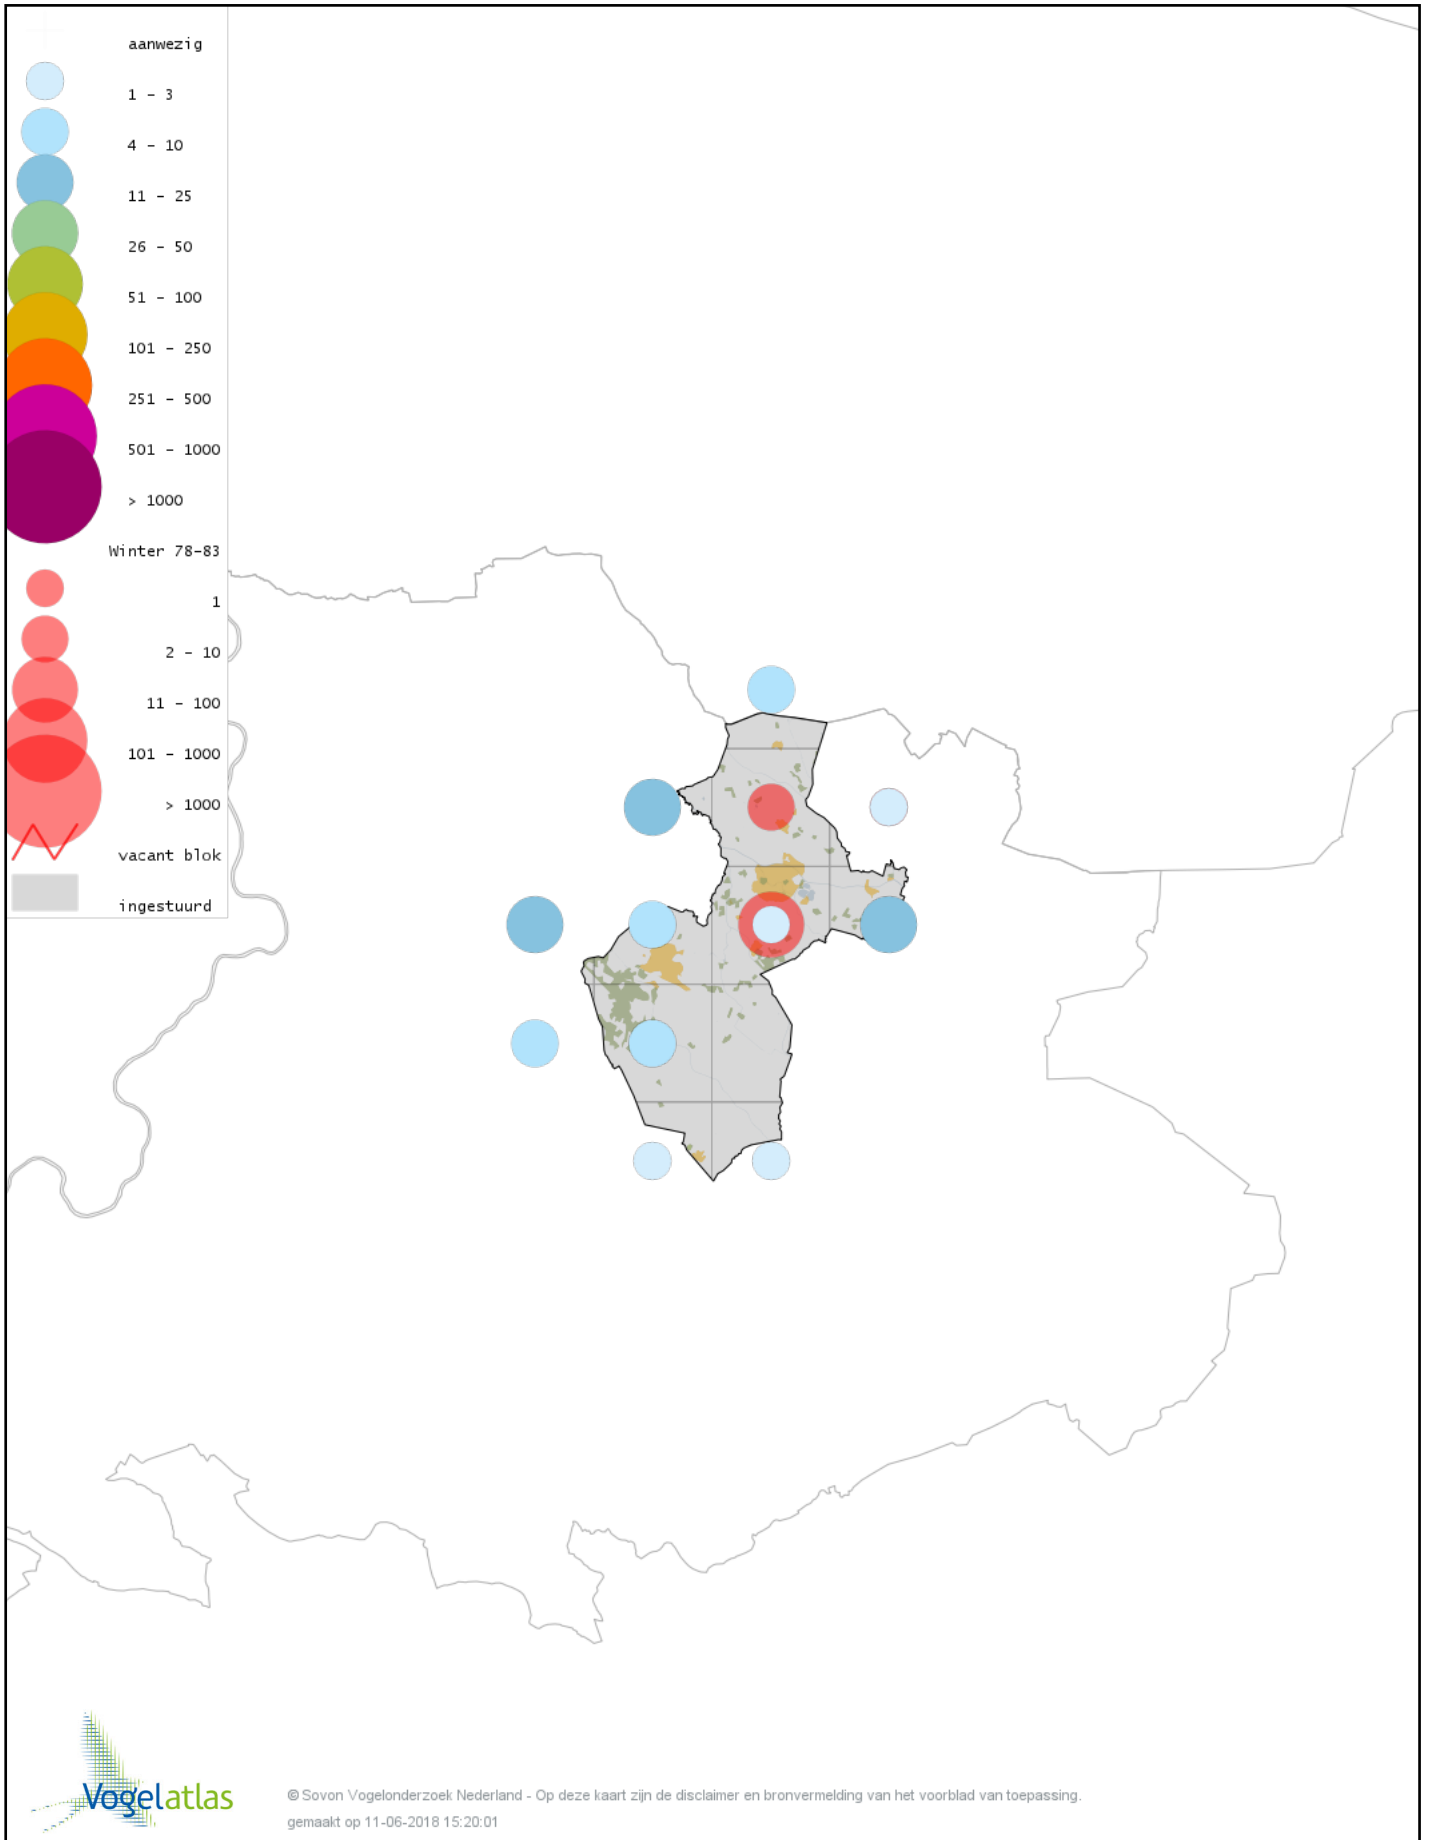 aanwezig
1 - 3
4 - 10
11 - 25
26 - 50
51 - 100
101 - 250
251 - 500
501 - 1000
> 1000
Winter 78-83
1
2 - 10
11 - 100
101 - 1000
> 1000
vacant blok
ingestuurd
Vogelatlas
© Sovon Vogelonderzoek Nederland - Op deze kaart zijn de disclaimer en bronvermelding van het voorblad van toepassing.
gemaakt op 11-06-2018 15:20:01